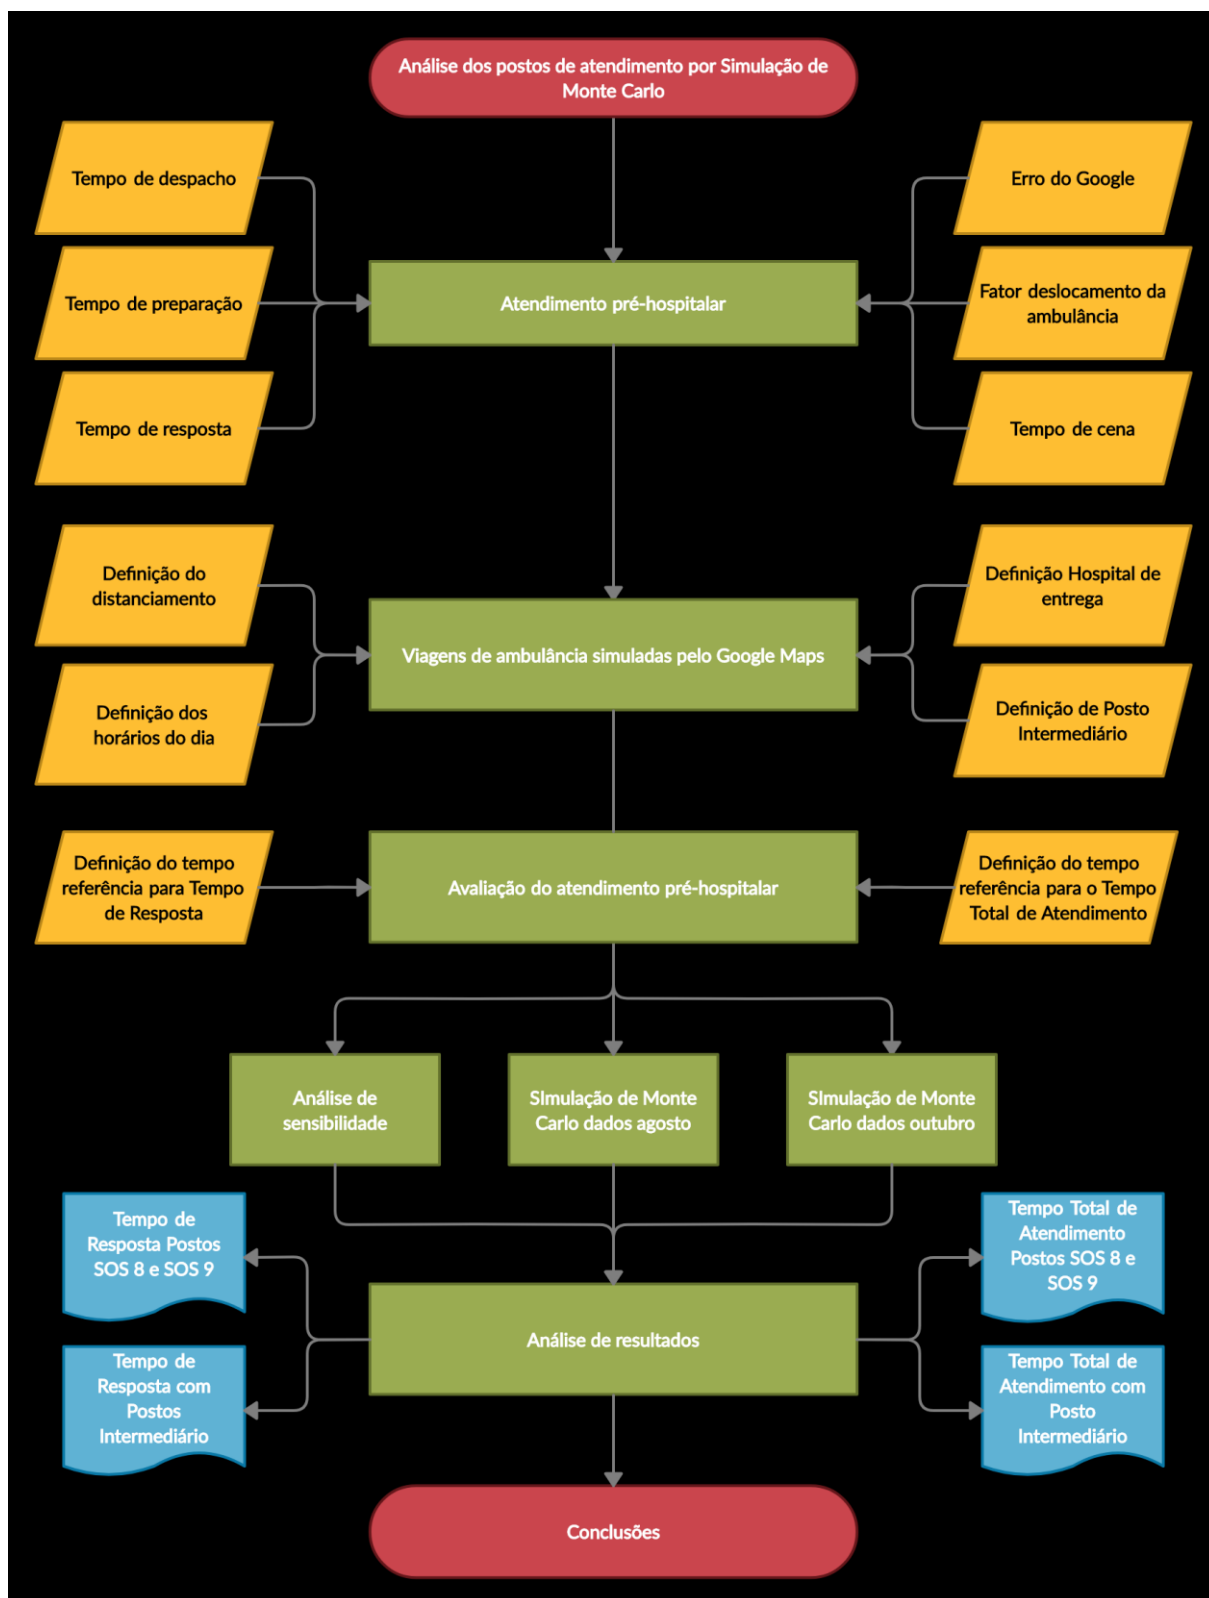 Análise dos postos de atendimento por Simulação de
Monte Carlo
Tempo de despacho
Erro do Google
Tempo de preparação
Atendimento pré-hospitalar
Fator deslocamento da
ambulância
Tempo de resposta
Tempo de cena
Definição do
distanciamento
Definição Hospital de
entrega
Viagens de ambulância simuladas pelo Google Maps
Definição dos
horários do dia
Definição de Posto
Intermediário
Definição do tempo
referência para Tempo
de Resposta
Avaliação do atendimento pré-hospitalar
Definição do tempo
referência para o Tempo
Total de Atendimento
Análise de
sensibilidade
SImulação de Monte
Carlo dados agosto
SImulação de Monte
Carlo dados outubro
Tempo de
Resposta Postos
SOS 8 e SOS 9
Tempo Total de
Atendimento
Postos SOS 8 e
SOS 9
Análise de resultados
Tempo de
Resposta com
Postos
Intermediário
Tempo Total de
Atendimento com
Posto
Intermediário
Conclusões